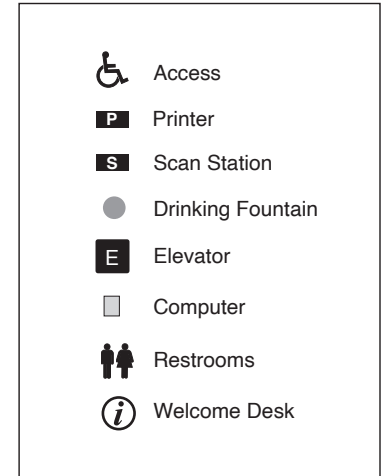 Access
P Printer
S Scan Station
Drinking Fountain
E Elevator
Computer
Restrooms
i Welcome Desk